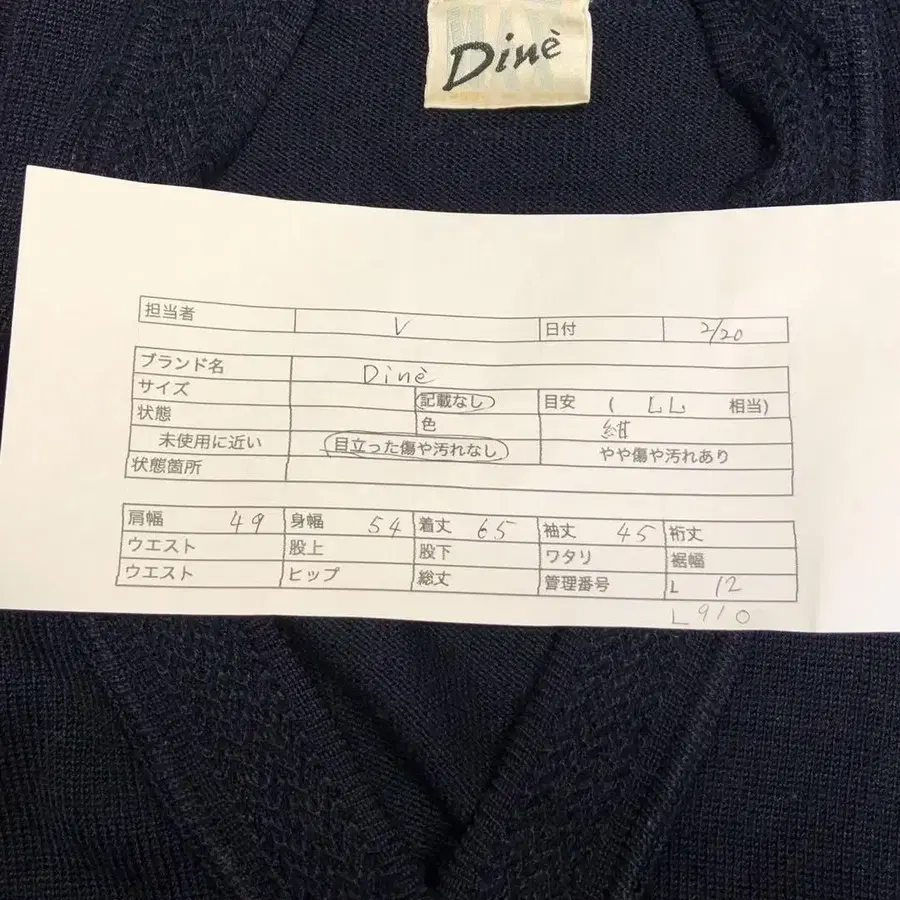 Dinè
担当者 V 日付 2/20
ブランド名 Dinè
サイズ 記載なし 目安 ( LL 相当)
状態 色 紺
未使用に近い 目立った傷や汚れなし やや傷や汚れあり
状態箇所
肩幅 49 身幅 54 着丈 65 袖丈 45 裄丈
ウエスト 股上 股下 ワタリ 裾幅
ウエスト ヒップ 総丈 管理番号 L 12
L910